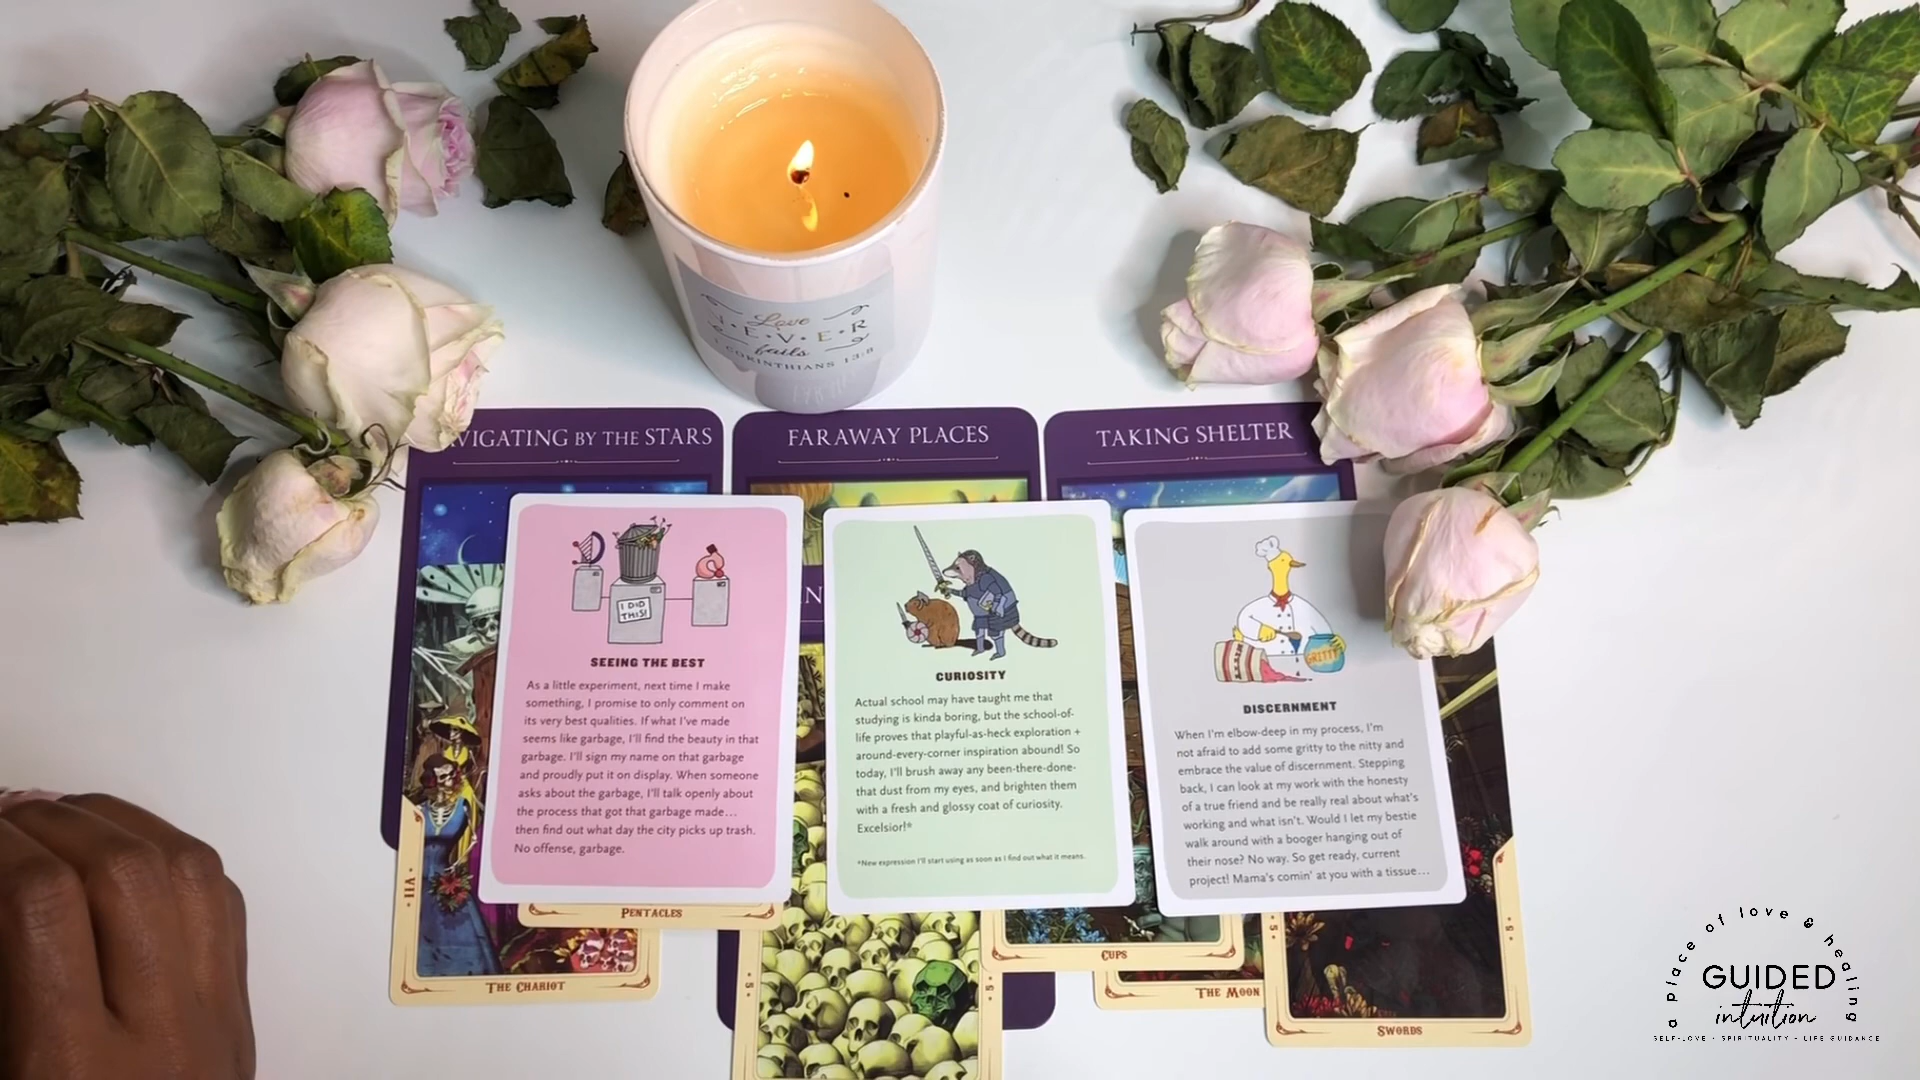 Love
N•E•V•E•R
fails
CORINTHIANS 13:8
VIGATING BY THE STARS
FARAWAY PLACES
TAKING SHELTER
I DID
THIS!
SEEING THE BEST
As a little experiment, next time I make
something, I promise to only comment on
its very best qualities. If what I've made
seems like garbage, I'll find the beauty in that
garbage. I'll sign my name on that garbage
and proudly put it on display. When someone
asks about the garbage, I'll talk openly about
the process that got that garbage made...
then find out what day the city picks up trash.
No offense, garbage.
CURIOSITY
Actual school may have taught me that
studying is kinda boring, but the school-of-
life proves that playful-as-heck exploration +
around-every-corner inspiration abound! So
today, I'll brush away any been-there-done-
that dust from my eyes, and brighten them
with a fresh and glossy coat of curiosity.
Excelsior!*
*New expression I'll start using as soon as I find out what it means.
GRITTY
DISCERNMENT
When I'm elbow-deep in my process, I'm
not afraid to add some gritty to the nitty and
embrace the value of discernment. Stepping
back, I can look at my work with the honesty
of a true friend and be really real about what's
working and what isn't. Would I let my bestie
walk around with a booger hanging out of
their nose? No way. So get ready, current
project! Mama's comin' at you with a tissue...
• VII •
PENTACLES
THE CHARIOT
• 5 •
• 5 •
CUPS
THE MOON
• 5 •
• 5 •
SWORDS
a place of love & healing
GUIDED
intuition
SELF-LOVE • SPIRITUALITY • LIFE GUIDANCE